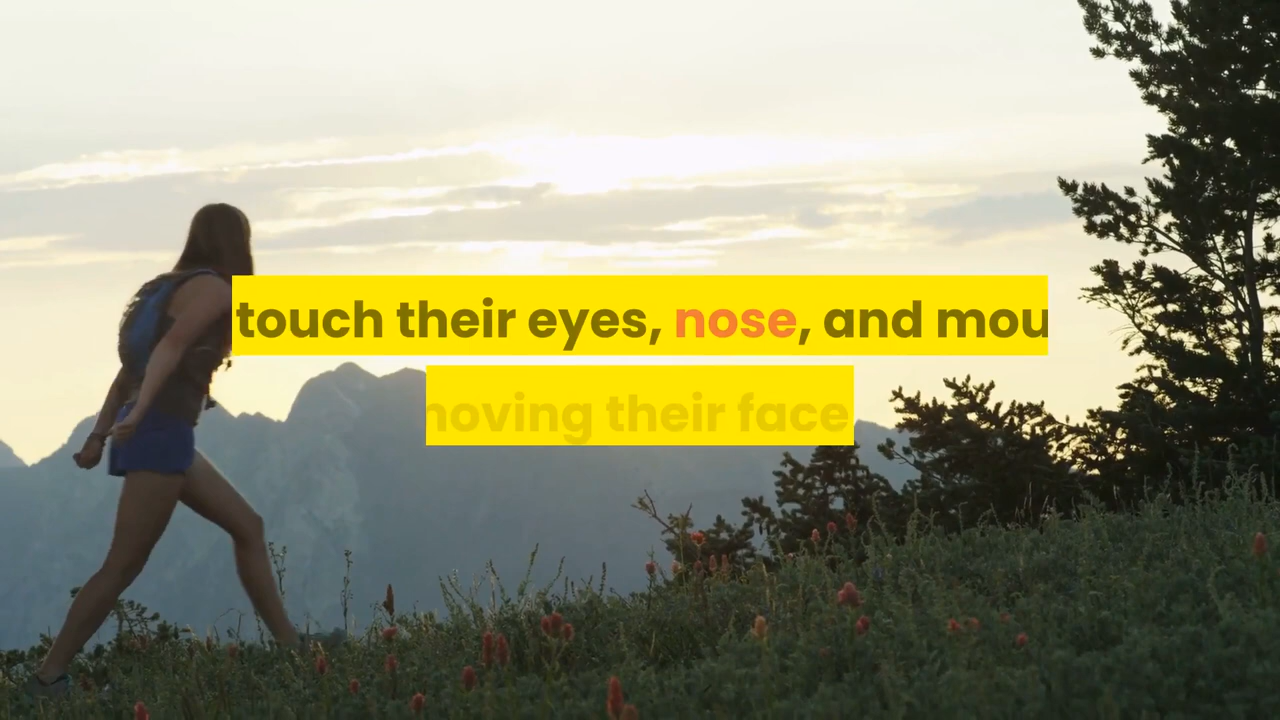 touch their eyes, nose, and mou
their face